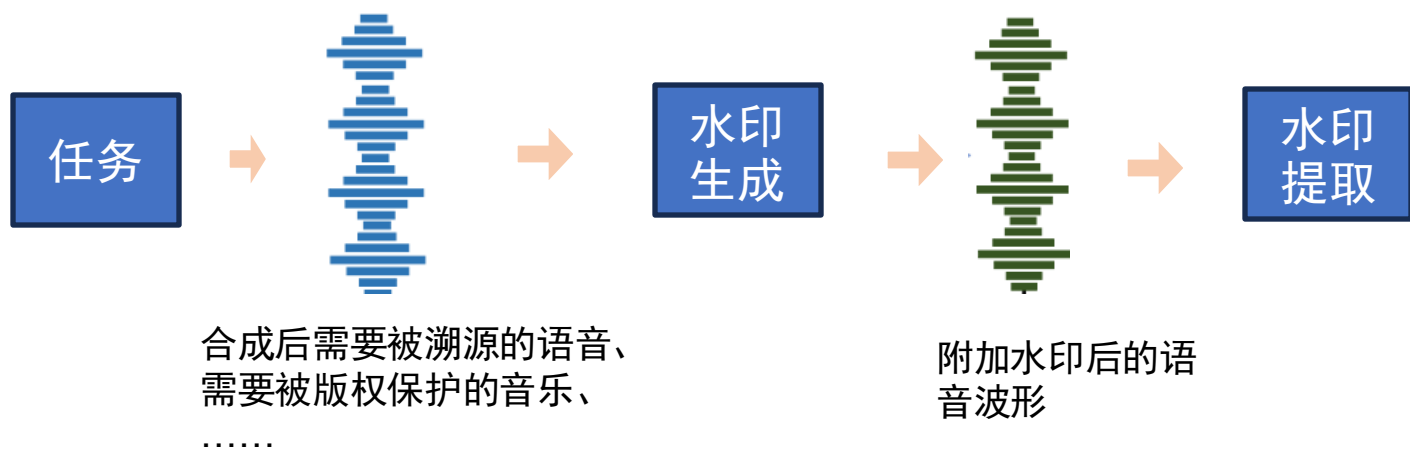 任务
水印
生成
水印
提取
合成后需要被溯源的语音、
需要被版权保护的音乐、
……
附加水印后的语
音波形